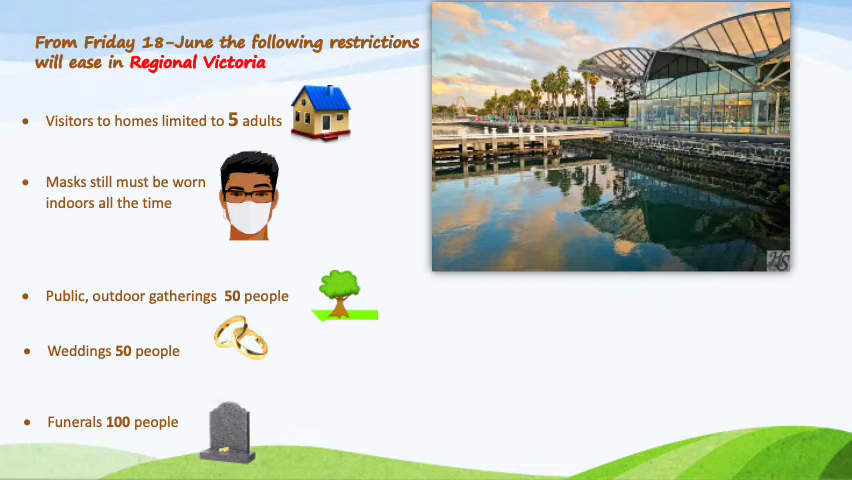 From Friday 18-June the following restrictions
will ease in Regional Victoria
• Visitors to homes limited to 5 adults
• Masks still must be worn
indoors all the time
• Public, outdoor gatherings 50 people
• Weddings 50 people
• Funerals 100 people
HS